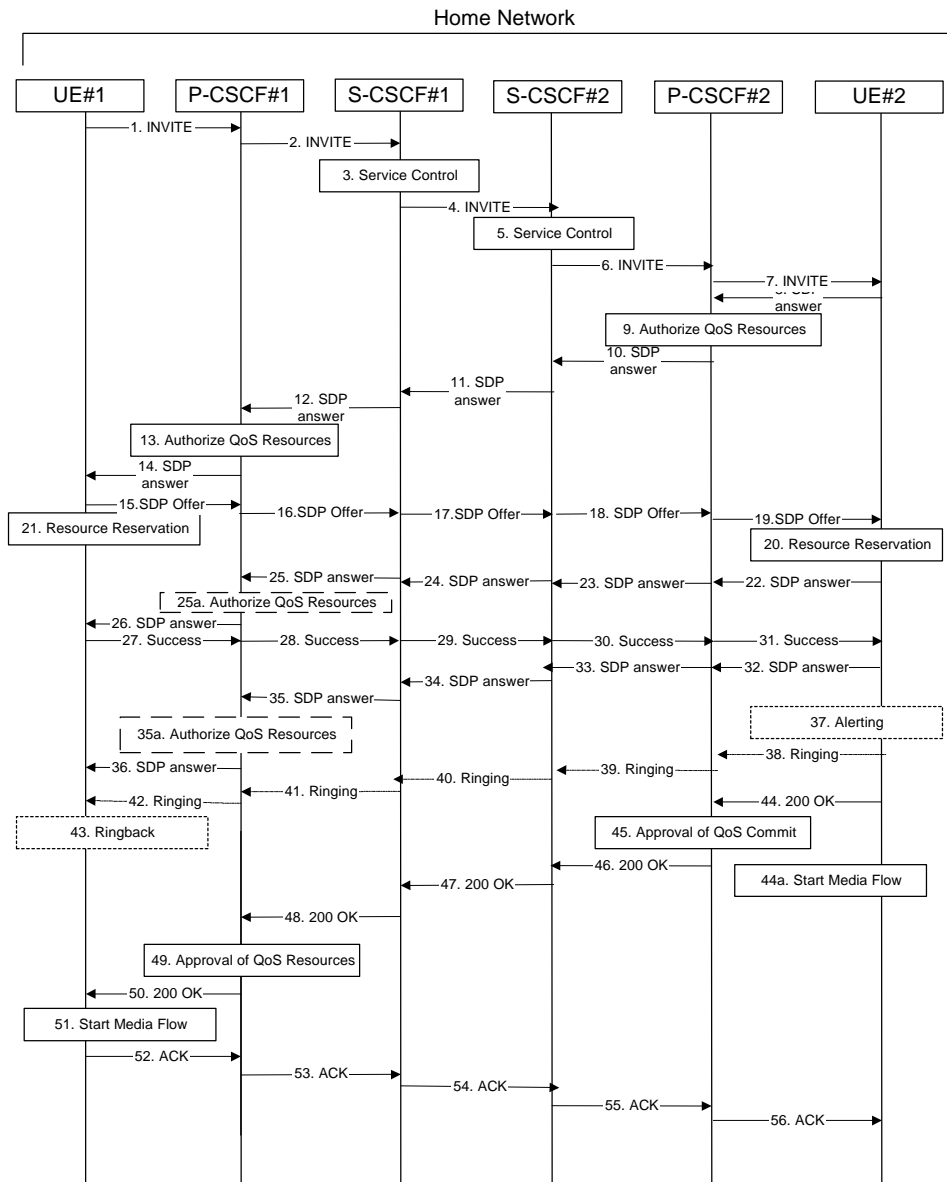 Home Network
UE#1
P-CSCF#1
S-CSCF#1
S-CSCF#2
P-CSCF#2
UE#2
1. INVITE
2. INVITE
3. Service Control
4. INVITE
5. Service Control
6. INVITE
7. INVITE
SDP
answer
9. Authorize QoS Resources
10. SDP
answer
11. SDP
answer
12. SDP
answer
13. Authorize QoS Resources
14. SDP
answer
15.SDP Offer
16.SDP Offer
17.SDP Offer
18. SDP Offer
19.SDP Offer
21. Resource Reservation
20. Resource Reservation
25. SDP answer
24. SDP answer
23. SDP answer
22. SDP answer
25a. Authorize QoS Resources
26. SDP answer
27. Success
28. Success
29. Success
30. Success
31. Success
33. SDP answer
32. SDP answer
34. SDP answer
35. SDP answer
37. Alerting
35a. Authorize QoS Resources
38. Ringing
36. SDP answer
39. Ringing
40. Ringing
41. Ringing
42. Ringing
44. 200 OK
43. Ringback
45. Approval of QoS Commit
46. 200 OK
44a. Start Media Flow
47. 200 OK
48. 200 OK
49. Approval of QoS Resources
50. 200 OK
51. Start Media Flow
52. ACK
53. ACK
54. ACK
55. ACK
56. ACK